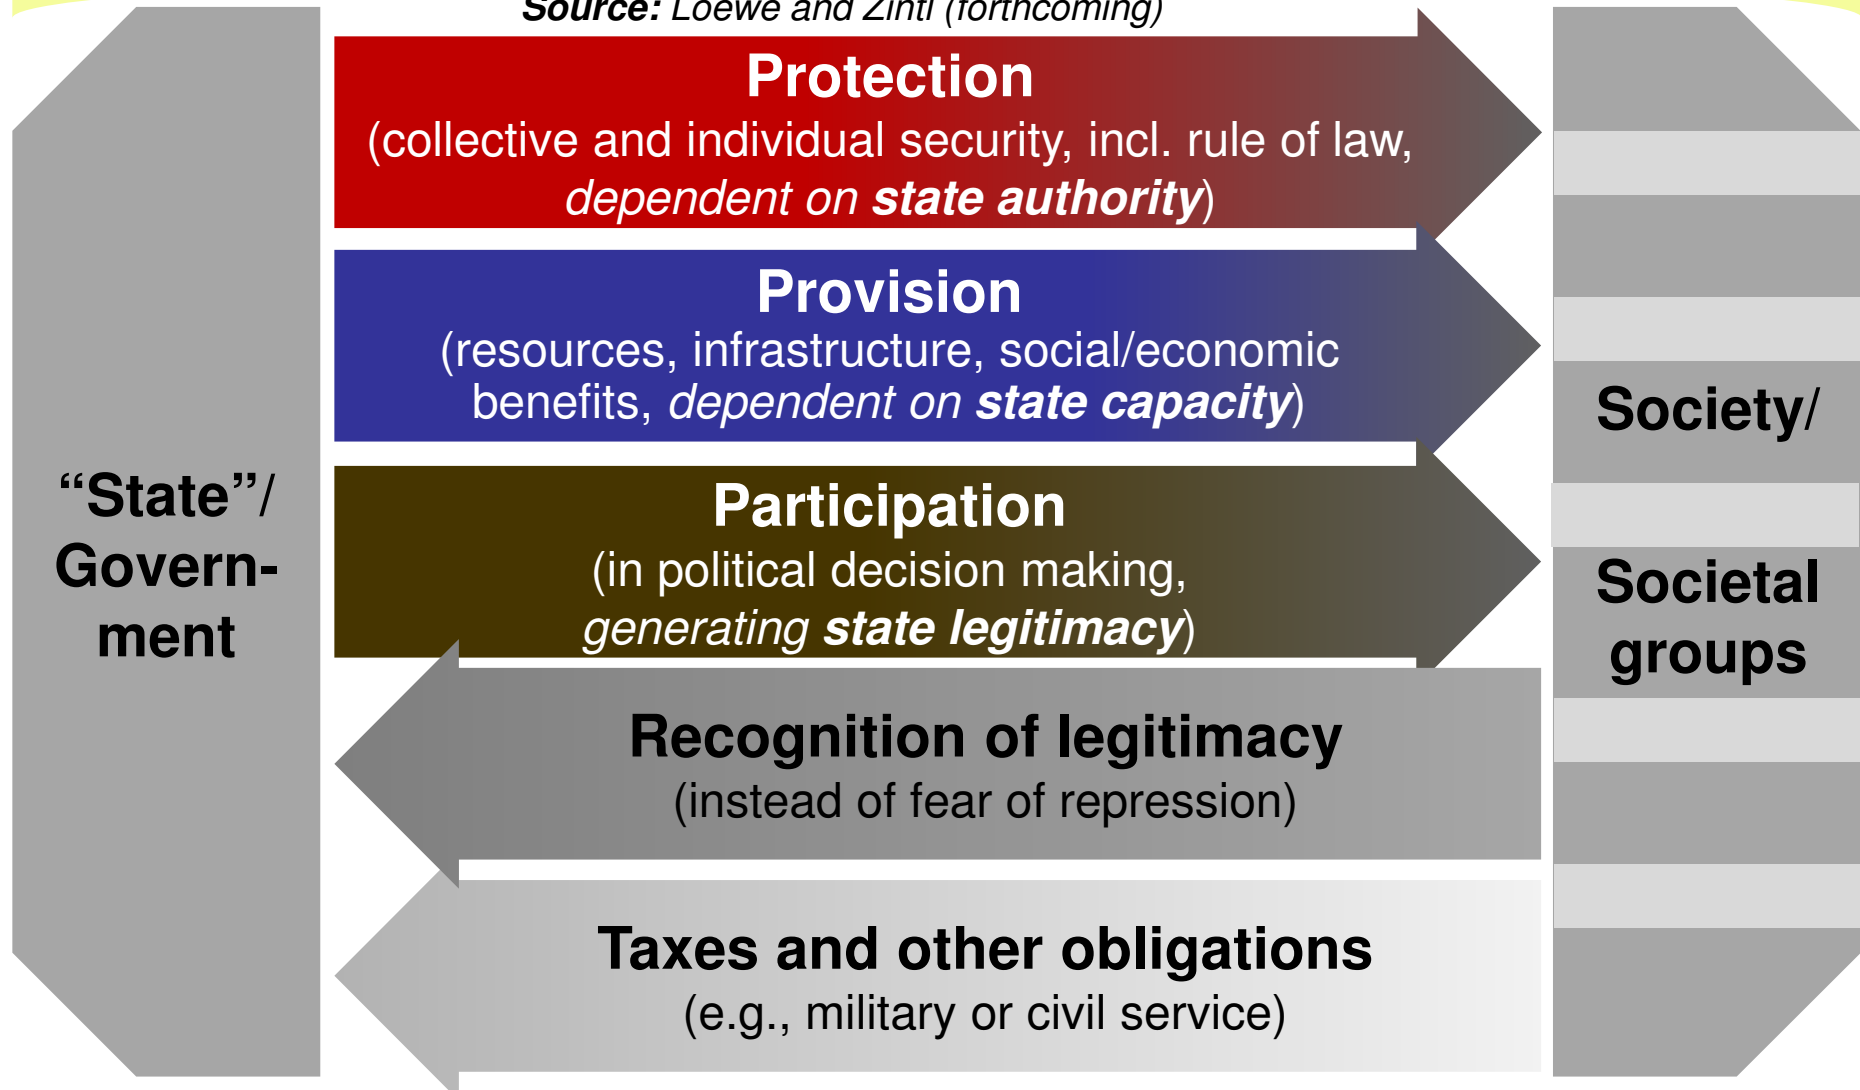 Source: Loewe and Zintl (forthcoming)
Protection
(collective and individual security, incl. rule of law,
dependent on state authority)
Provision
(resources, infrastructure, social/economic
benefits, dependent on state capacity)
Participation
(in political decision making,
generating state legitimacy)
Recognition of legitimacy
(instead of fear of repression)
Taxes and other obligations
(e.g., military or civil service)
“State”/
Govern-
ment
Society/
Societal
groups